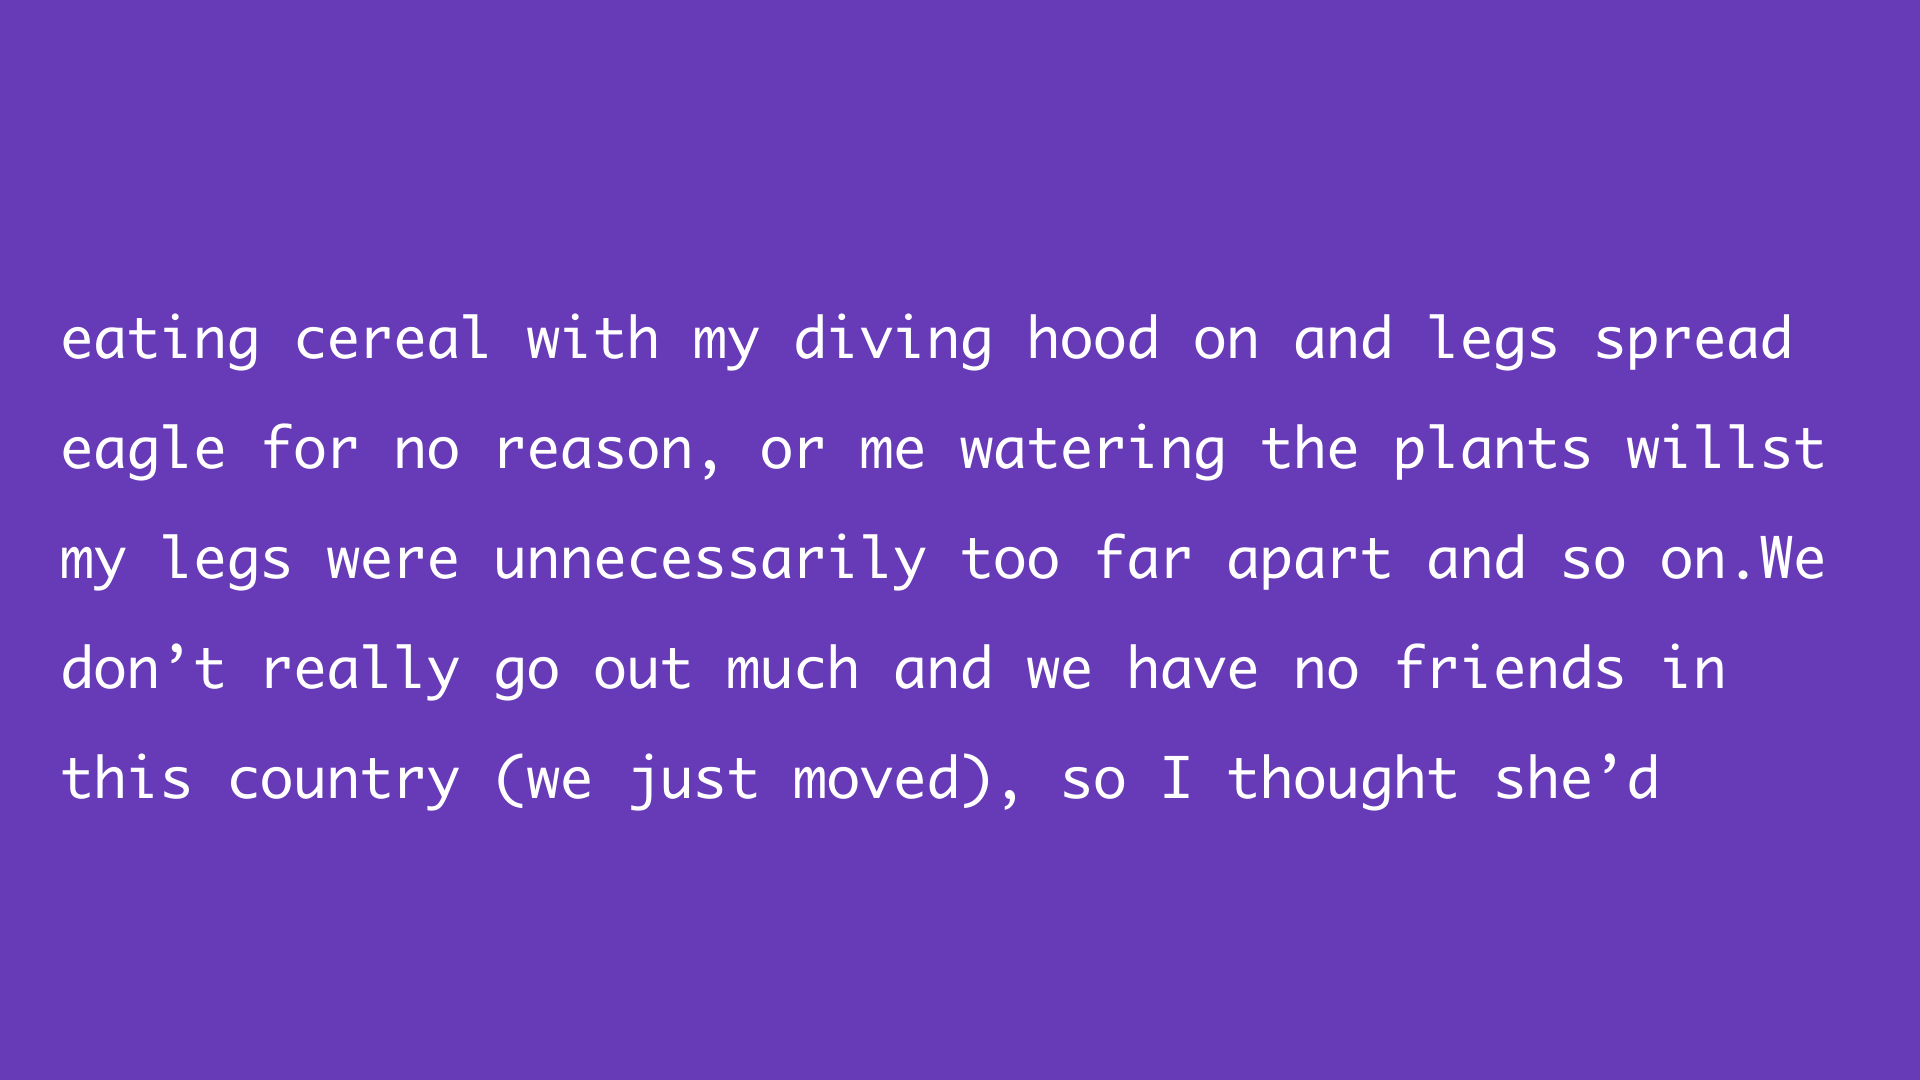 eating cereal with my diving hood on and legs spread
eagle for no reason, or me watering the plants willst
my legs were unnecessarily too far apart and so on.We
don’t really go out much and we have no friends in
this country (we just moved), so I thought she’d